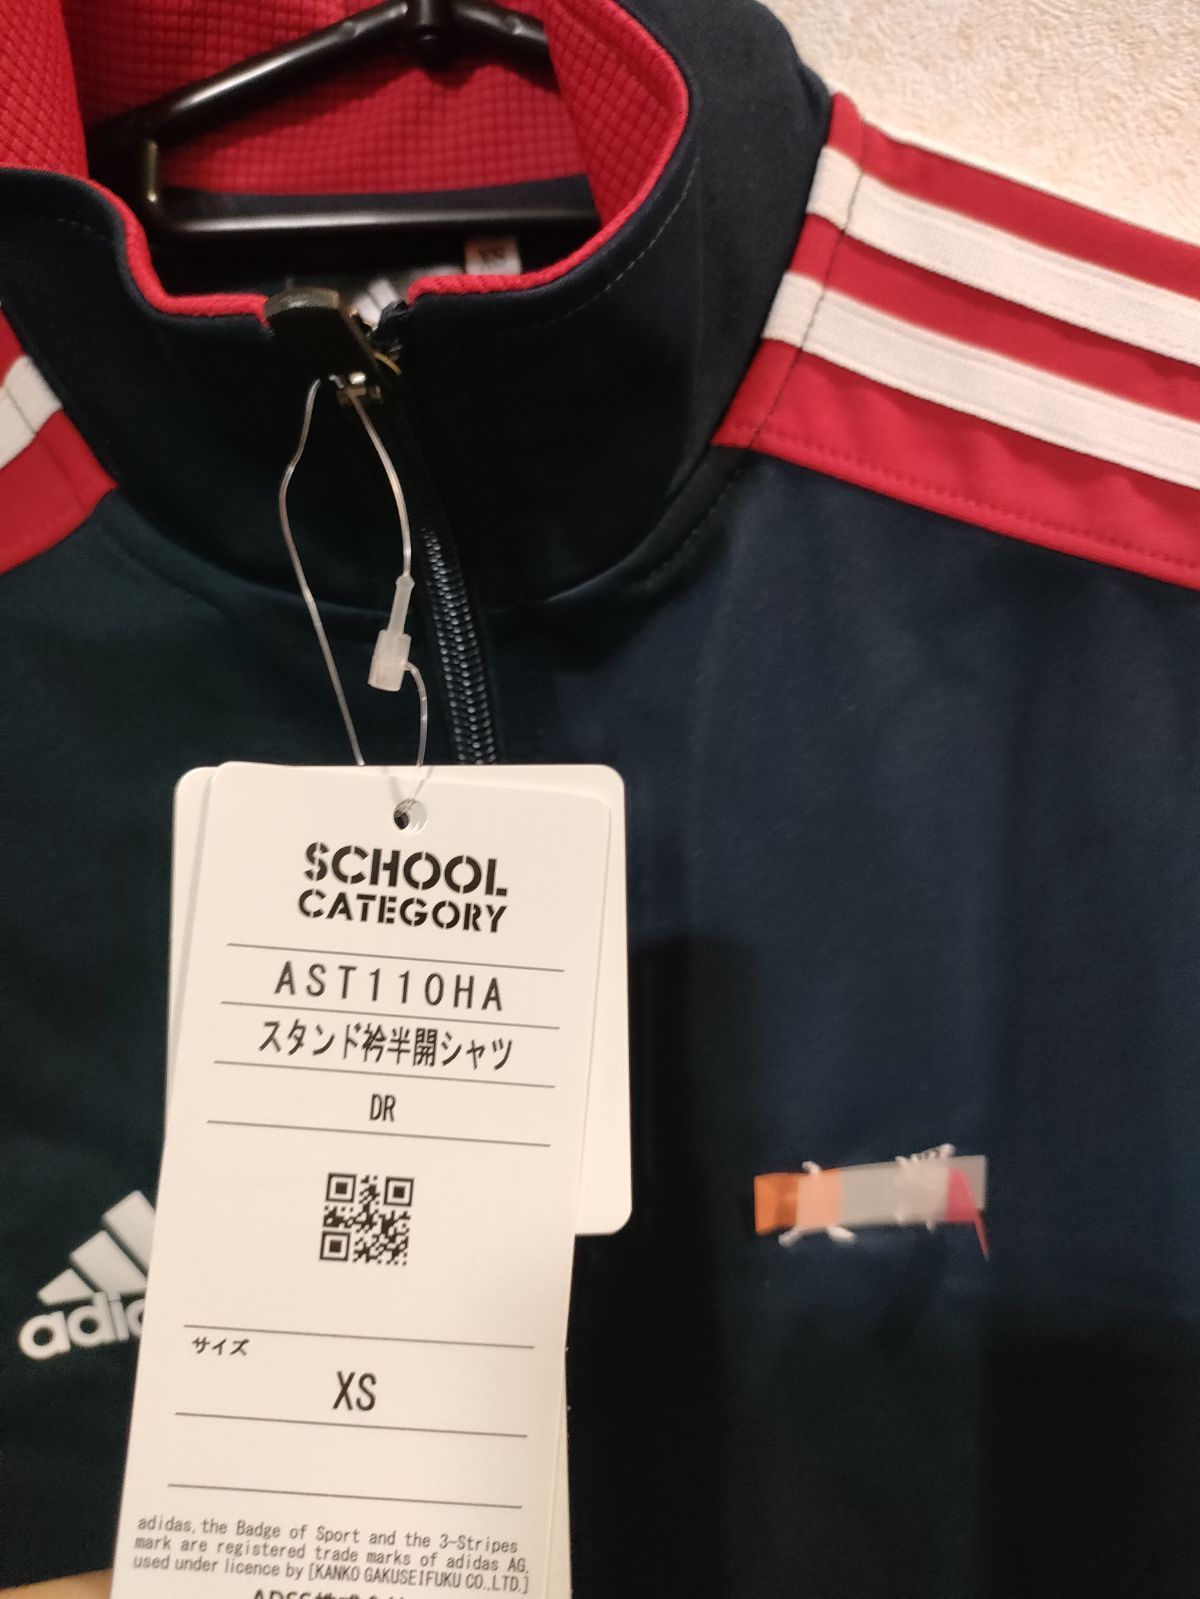 XS
SCHOOL
CATEGORY
AST110HA
スタンド衿半開シャツ
DR
サイズ
XS
adidas, the Badge of Sport and the 3-Stripes
mark are registered trade marks of adidas AG,
used under licence by [KANKO GAKUSEIFUKU CO.,LTD.]